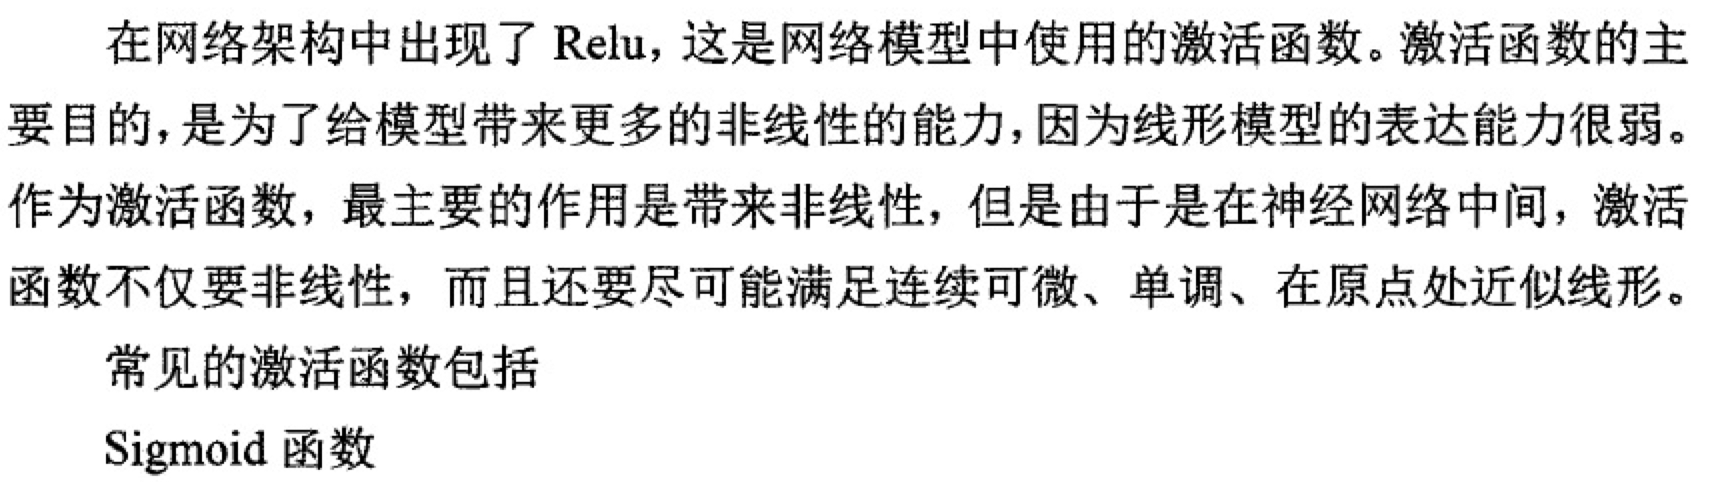 在网络架构中出现了 Relu，这是网络模型中使用的激活函数。激活函数的主
要目的，是为了给模型带来更多的非线性的能力，因为线形模型的表达能力很弱。
作为激活函数，最主要的作用是带来非线性，但是由于是在神经网络中间，激活
函数不仅要非线性，而且还要尽可能满足连续可微、单调、在原点处近似线形。
常见的激活函数包括
Sigmoid 函数